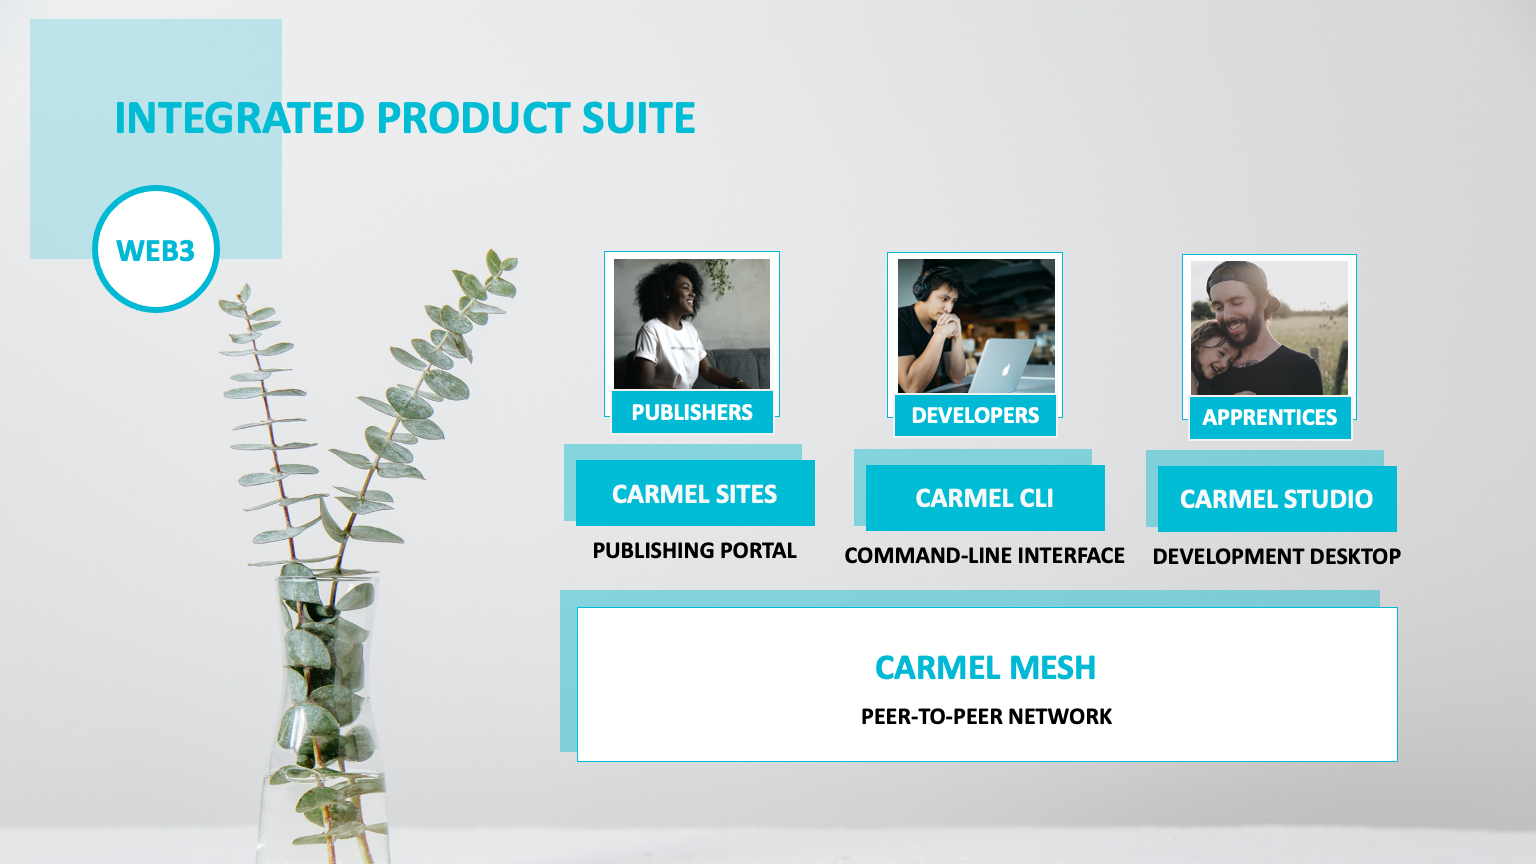 INTEGRATED PRODUCT SUITE
WEB3
PUBLISHERS
DEVELOPERS
APPRENTICES
CARMEL SITES
CARMEL CLI
CARMEL STUDIO
PUBLISHING PORTAL
COMMAND-LINE INTERFACE
DEVELOPMENT DESKTOP
CARMEL MESH
PEER-TO-PEER NETWORK